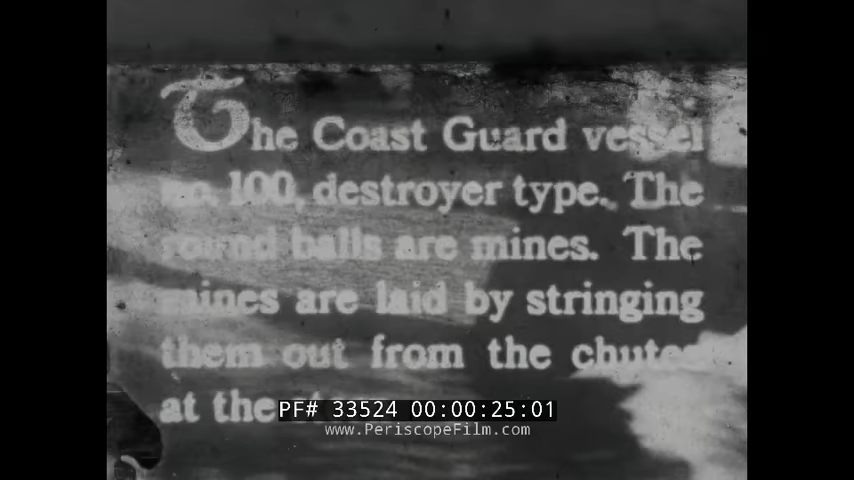 The Coast Guard vessel
no. 100, destroyer type. The
round balls are mines. The
mines are laid by stringing
them out from the chutes
at the
PF# 33524 00:00:25:01
www.PeriscopeFilm.com